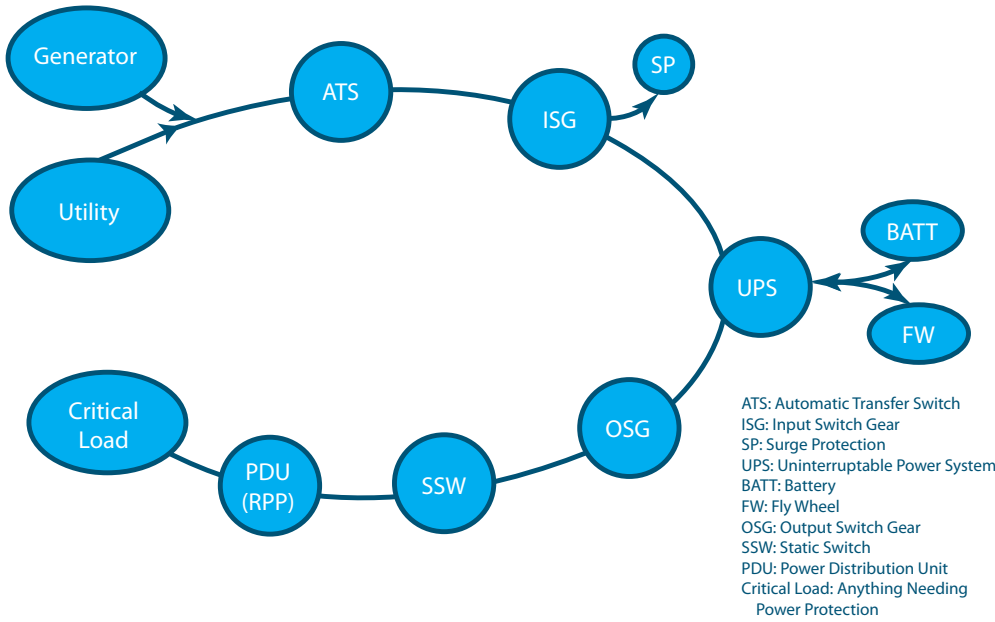 Generator
SP
ATS
ISG
Utility
BATT
UPS
FW
Critical
Load
OSG
PDU
(RPP)
SSW
ATS: Automatic Transfer Switch
ISG: Input Switch Gear
SP: Surge Protection
UPS: Uninterruptable Power System
BATT: Battery
FW: Fly Wheel
OSG: Output Switch Gear
SSW: Static Switch
PDU: Power Distribution Unit
Critical Load: Anything Needing
Power Protection